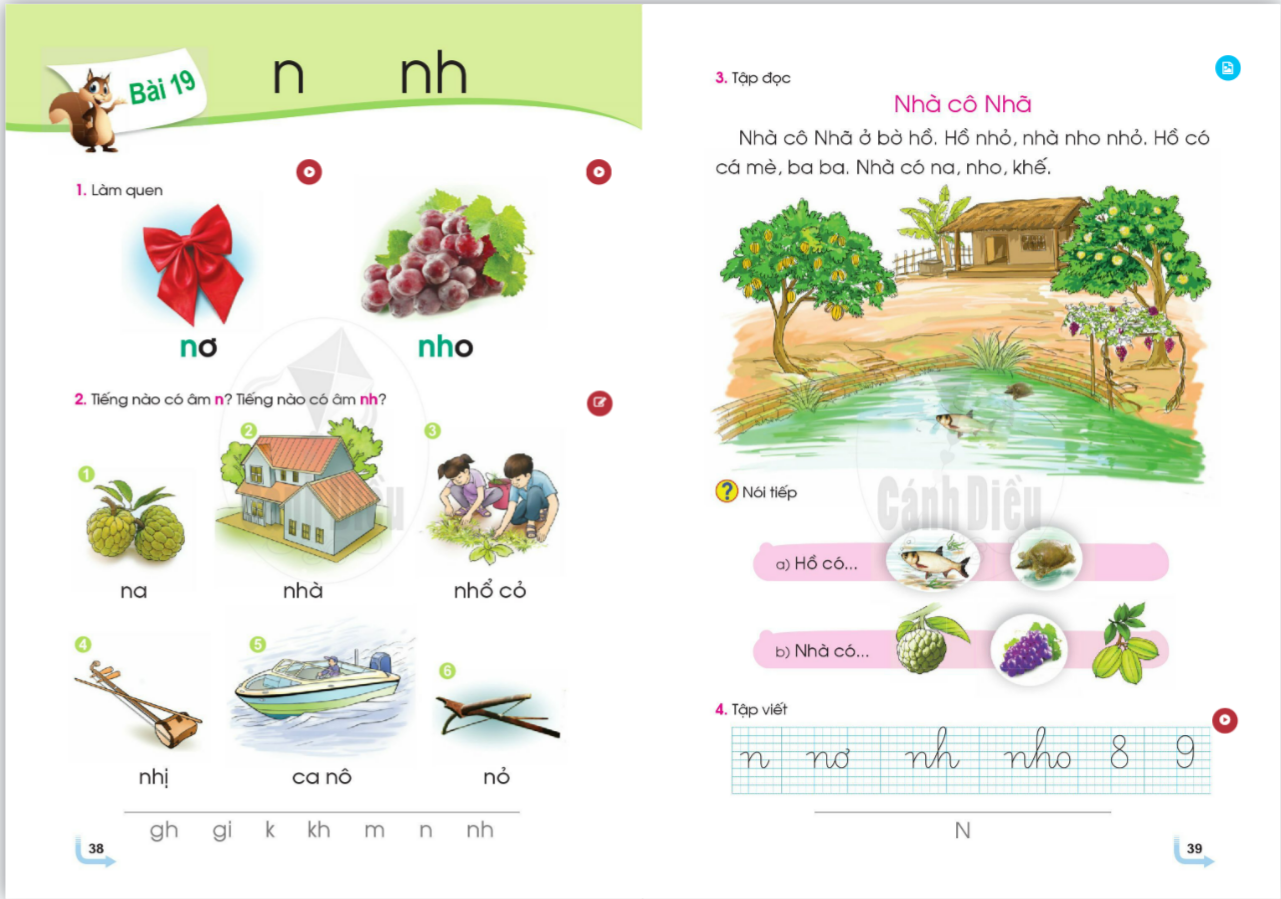 Bài 19
n nh
1. Làm quen
nơ nho
2. Tiếng nào có âm n? Tiếng nào có âm nh?
1 2 3
na nhà nhổ cỏ
4 5 6
nhị ca nô nỏ
gh gi k kh m n nh
38
3. Tập đọc
Nhà cô Nhã
Nhà cô Nhã ở bờ hồ. Hồ nhỏ, nhà nho nhỏ. Hồ có
cá mè, ba ba. Nhà có na, nho, khế.
? Nói tiếp
Cánh Diều
a) Hồ có...
b) Nhà có...
4. Tập viết
n nơ nh nho 8 9
N
39